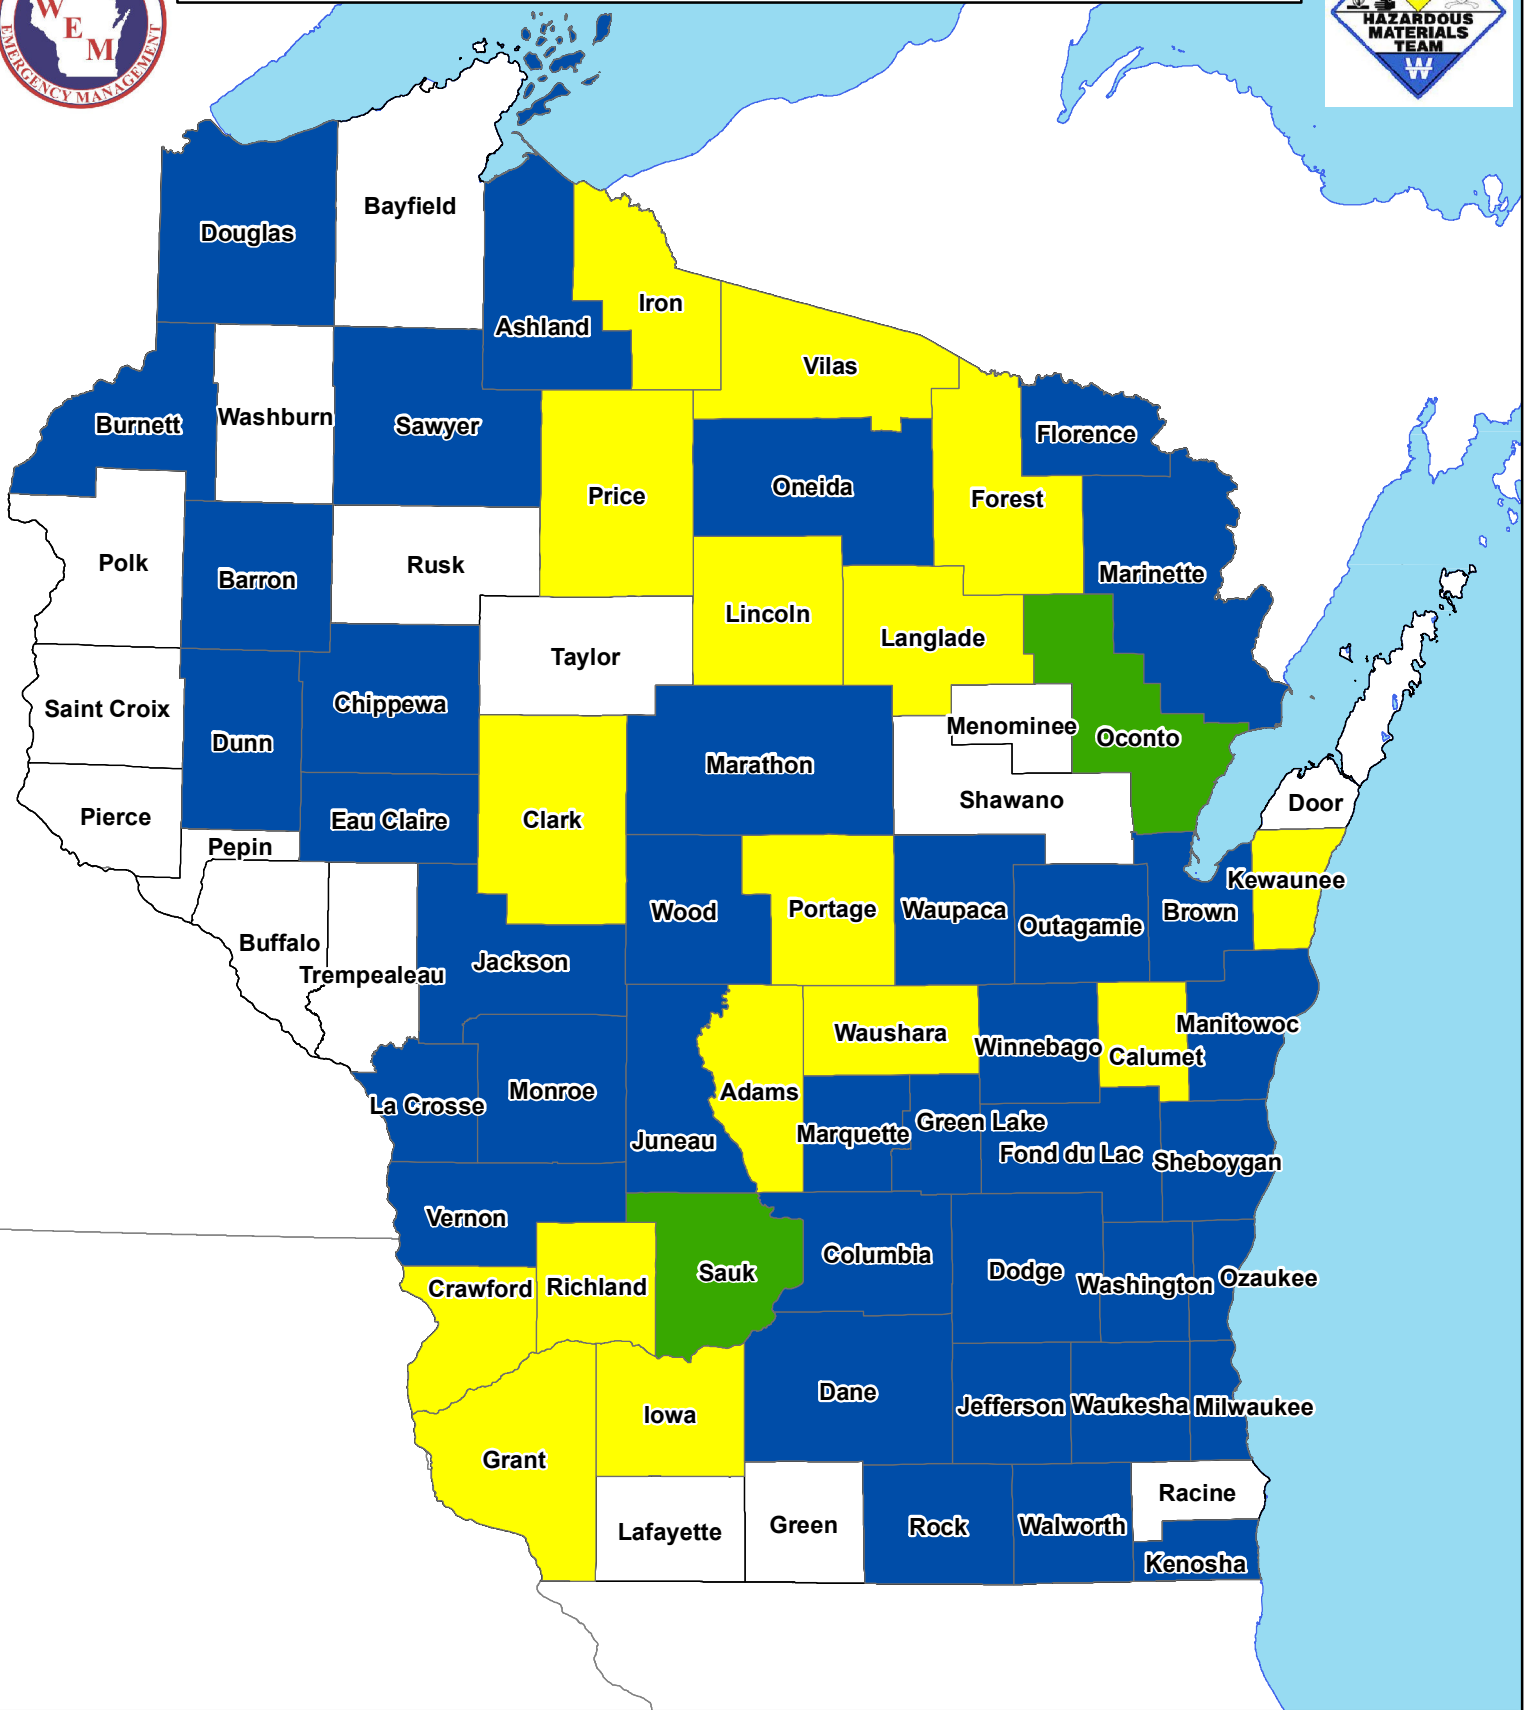 W
E
M
EMERGENCY MANAGEMENT
HAZARDOUS
MATERIALS
TEAM
W
Bayfield
Douglas
Iron
Ashland
Vilas
Washburn
Burnett
Sawyer
Florence
Oneida
Price
Forest
Polk
Rusk
Marinette
Barron
Lincoln
Langlade
Taylor
Chippewa
Saint Croix
Menominee
Oconto
Dunn
Marathon
Shawano
Door
Pierce
Clark
Eau Claire
Pepin
Kewaunee
Portage
Waupaca
Wood
Brown
Outagamie
Buffalo
Jackson
Trempealeau
Manitowoc
Waushara
Winnebago
Calumet
Monroe
Adams
La Crosse
Green Lake
Marquette
Juneau
Fond du Lac
Sheboygan
Vernon
Columbia
Sauk
Dodge
Ozaukee
Washington
Richland
Crawford
Dane
Jefferson
Waukesha
Milwaukee
Iowa
Grant
Racine
Green
Rock
Walworth
Lafayette
Kenosha